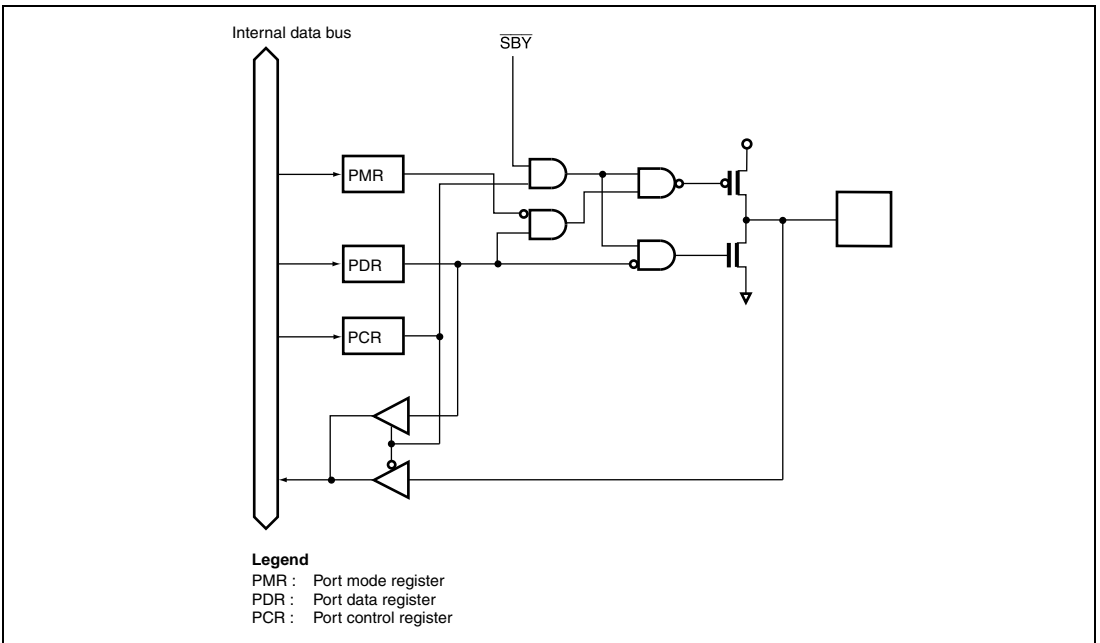 Internal data bus
SBY
PMR
PDR
PCR
Legend
PMR : Port mode register
PDR : Port data register
PCR : Port control register